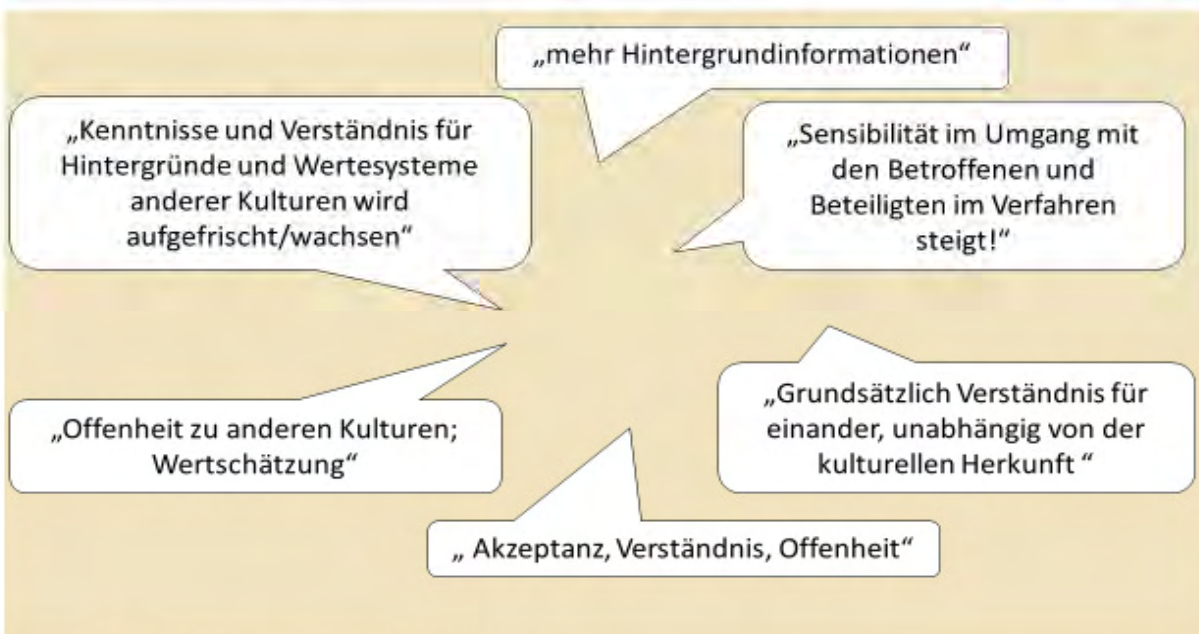 „mehr Hintergrundinformationen“
„Kenntnisse und Verständnis für
Hintergründe und Wertesysteme
anderer Kulturen wird
aufgefrischt/wachsen“
„Sensibilität im Umgang mit
den Betroffenen und
Beteiligten im Verfahren
steigt!“
„Offenheit zu anderen Kulturen;
Wertschätzung“
„Grundsätzlich Verständnis für
einander, unabhängig von der
kulturellen Herkunft “
„ Akzeptanz, Verständnis, Offenheit“